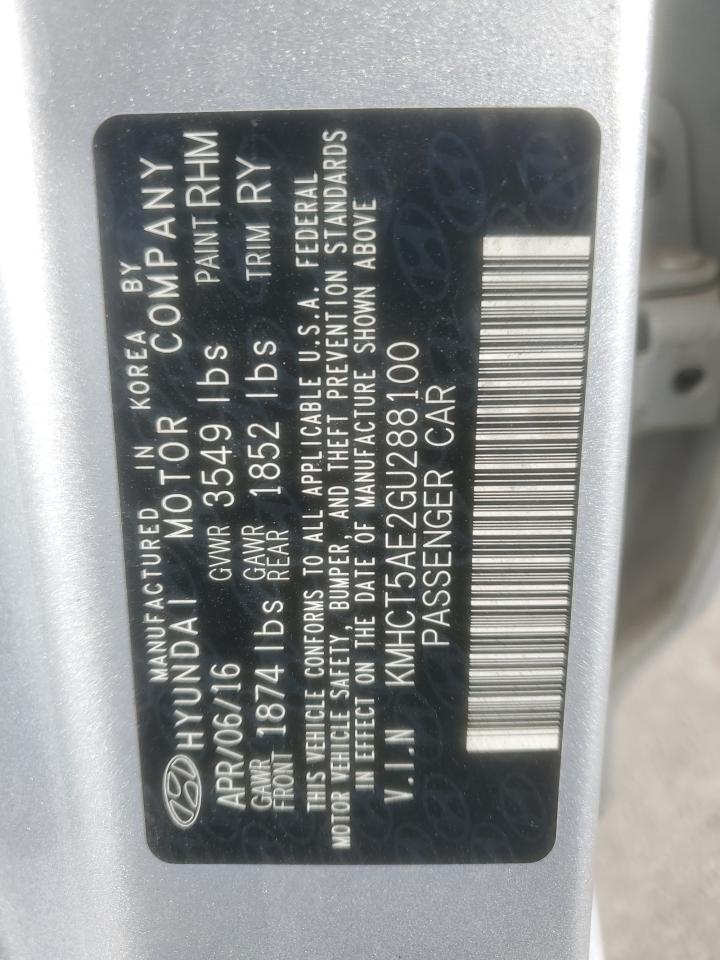 MANUFACTURED IN KOREA BY
HYUNDAI MOTOR COMPANY
APR/06/16 GVWR 3549 lbs PAINT RHM
GAWR FRONT 1874 lbs GAWR REAR 1852 lbs TRIM RY
THIS VEHICLE CONFORMS TO ALL APPLICABLE U.S.A. FEDERAL
MOTOR VEHICLE SAFETY, BUMPER, AND THEFT PREVENTION STANDARDS
IN EFFECT ON THE DATE OF MANUFACTURE SHOWN ABOVE
V.I.N KMHCT5AE2GU288100
PASSENGER CAR